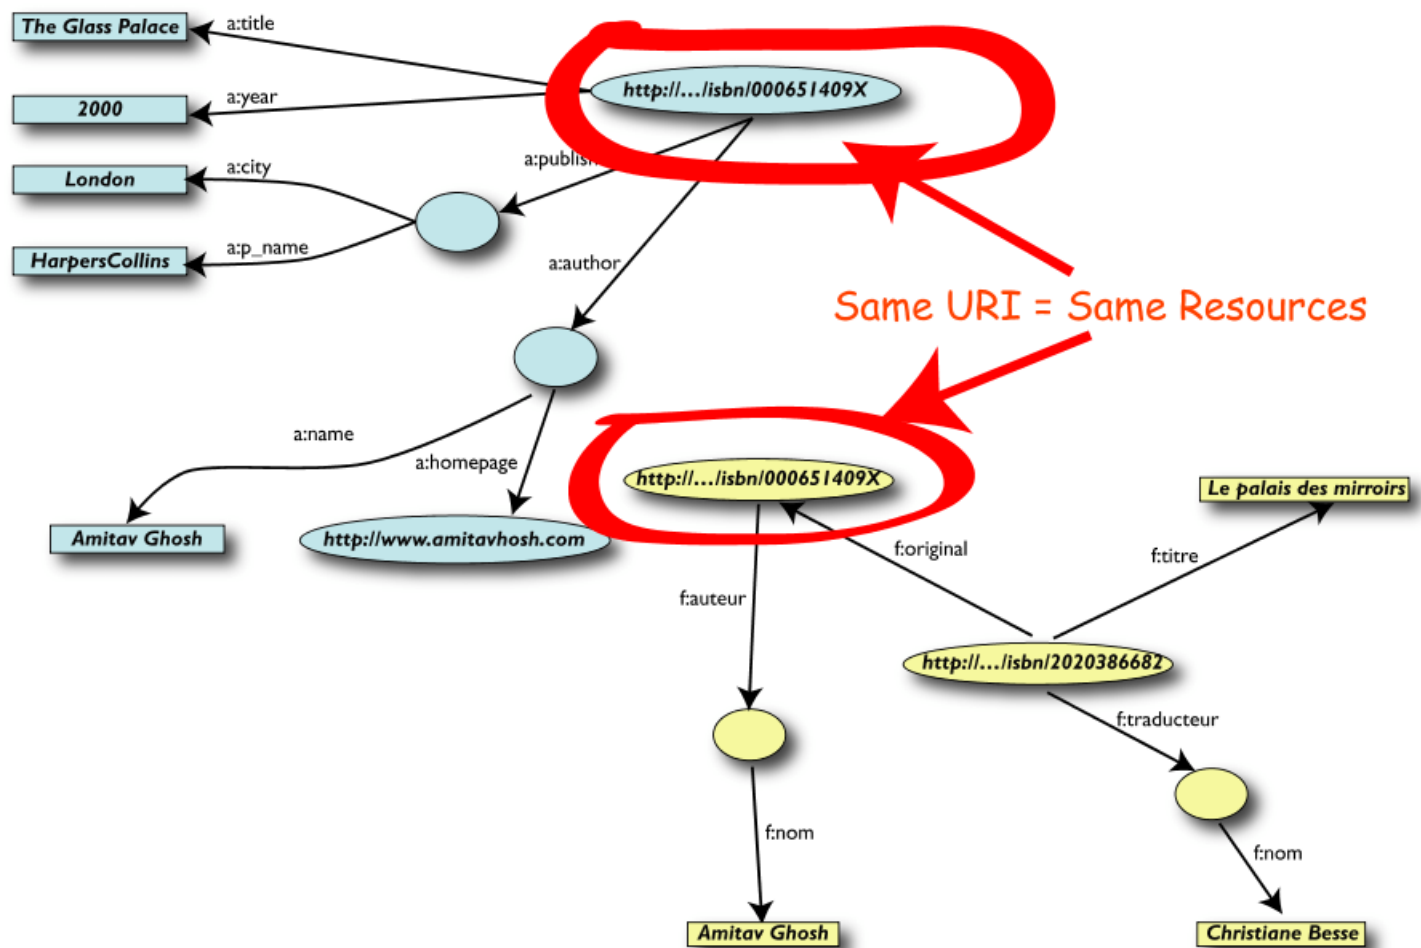 The Glass Palace
a:title
http://.../isbn/000651409X
2000
a:year
a:publish
London
a:city
HarpersCollins
a:p_name
a:author
Same URI = Same Resources
a:name
a:homepage
http://.../isbn/000651409X
Le palais des mirroirs
Amitav Ghosh
http://www.amitavhosh.com
f:original
f:titre
f:auteur
http://.../isbn/2020386682
f:traducteur
f:nom
f:nom
Amitav Ghosh
Christiane Besse